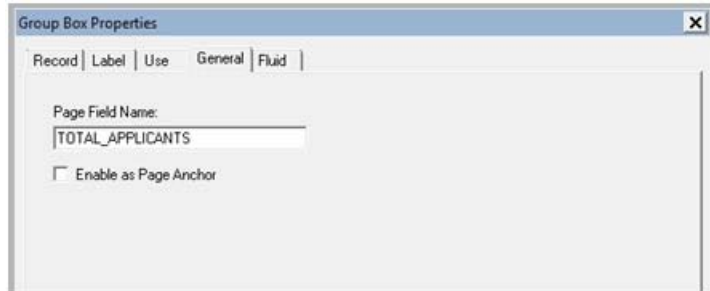 Group Box Properties
Record Label Use General Fluid
Page Field Name:
TOTAL_APPLICANTS
Enable as Page Anchor